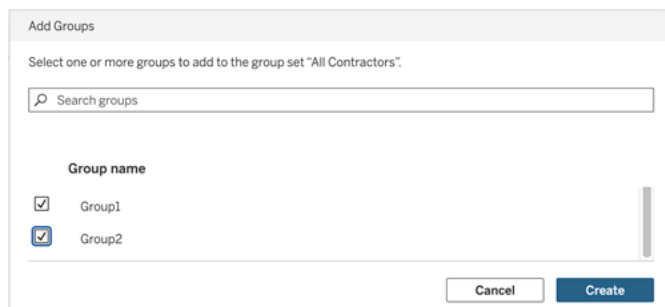 Add Groups
Select one or more groups to add to the group set "All Contractors".
Search groups
Group name
Group1
Group2
Cancel Create